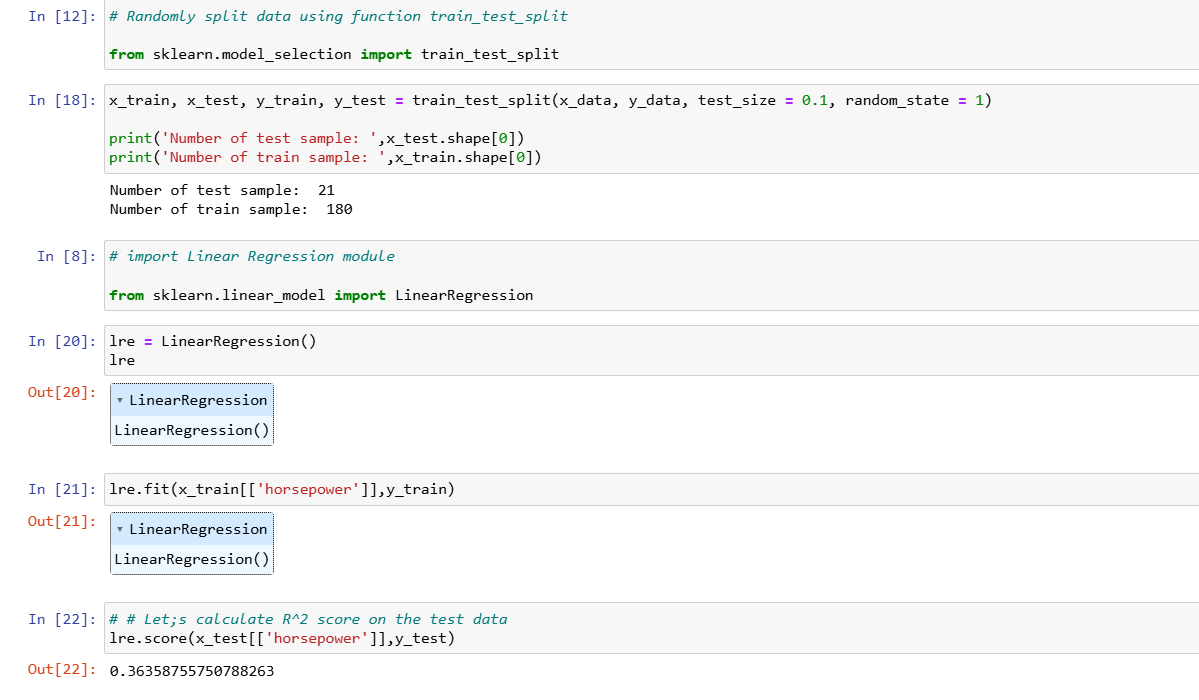 In [12]: # Randomly split data using function train_test_split
from sklearn.model_selection import train_test_split
In [18]: x_train, x_test, y_train, y_test = train_test_split(x_data, y_data, test_size = 0.1, random_state = 1)
print('Number of test sample: ',x_test.shape[0])
print('Number of train sample: ',x_train.shape[0])
Number of test sample:  21
Number of train sample:  180
In [8]: # import Linear Regression module
from sklearn.linear_model import LinearRegression
In [20]: lre = LinearRegression()
lre
Out[20]: ▾ LinearRegression
LinearRegression()
In [21]: lre.fit(x_train[['horsepower']],y_train)
Out[21]: ▾ LinearRegression
LinearRegression()
In [22]: # # Let;s calculate R^2 score on the test data
lre.score(x_test[['horsepower']],y_test)
Out[22]: 0.36358755750788263